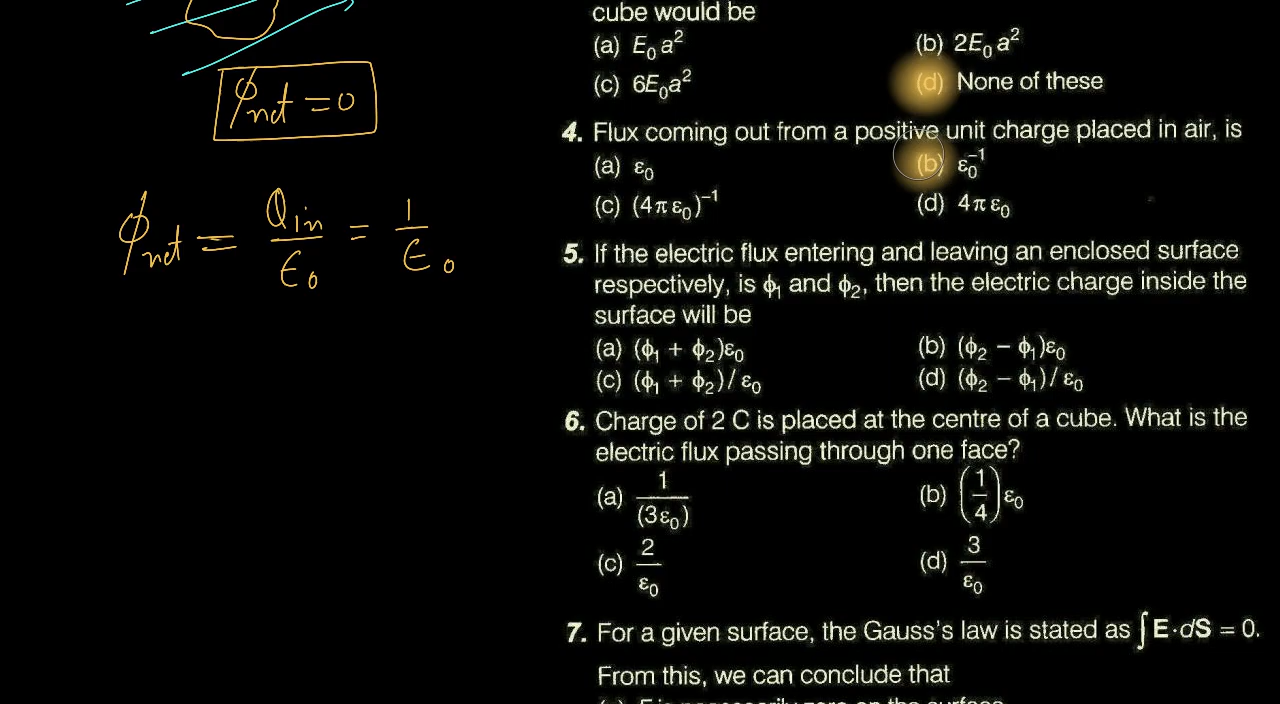 cube would be
(a) E₀a² (b) 2E₀a²
(c) 6E₀a² (d) None of these
ϕnet = 0
4. Flux coming out from a positive unit charge placed in air, is
(a) ε₀ (b) ε₀⁻¹
(c) (4πε₀)⁻¹ (d) 4πε₀
ϕnet = Qin/ϵ₀ = 1/ϵ₀
5. If the electric flux entering and leaving an enclosed surface
respectively, is ϕ₁ and ϕ₂, then the electric charge inside the
surface will be
(a) (ϕ₁ + ϕ₂)ε₀ (b) (ϕ₂ − ϕ₁)ε₀
(c) (ϕ₁ + ϕ₂)/ε₀ (d) (ϕ₂ − ϕ₁)/ε₀
6. Charge of 2 C is placed at the centre of a cube. What is the
electric flux passing through one face?
(a) 1/(3ε₀) (b) (1/4)ε₀
(c) 2/ε₀ (d) 3/ε₀
7. For a given surface, the Gauss's law is stated as ∫E·dS = 0.
From this, we can conclude that